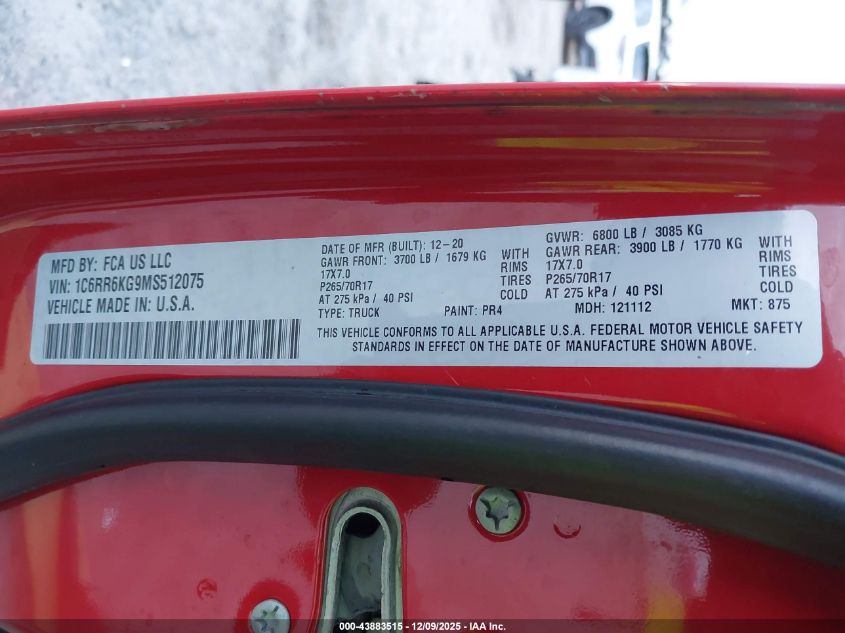 MFD BY: FCA US LLC
VIN: 1C6RR6KG9MS512075
VEHICLE MADE IN: U.S.A.
DATE OF MFR (BUILT): 12-20
GAWR FRONT: 3700 LB / 1679 KG WITH
17X7.0 RIMS
P265/70R17 TIRES
AT 275 kPa / 40 PSI COLD
TYPE: TRUCK PAINT: PR4
GVWR: 6800 LB / 3085 KG
GAWR REAR: 3900 LB / 1770 KG WITH
17X7.0 RIMS
P265/70R17 TIRES
AT 275 kPa / 40 PSI COLD
MDH: 121112 MKT: 875
THIS VEHICLE CONFORMS TO ALL APPLICABLE U.S.A. FEDERAL MOTOR VEHICLE SAFETY
STANDARDS IN EFFECT ON THE DATE OF MANUFACTURE SHOWN ABOVE.
000-43883515 - 12/09/2025 - IAA Inc.